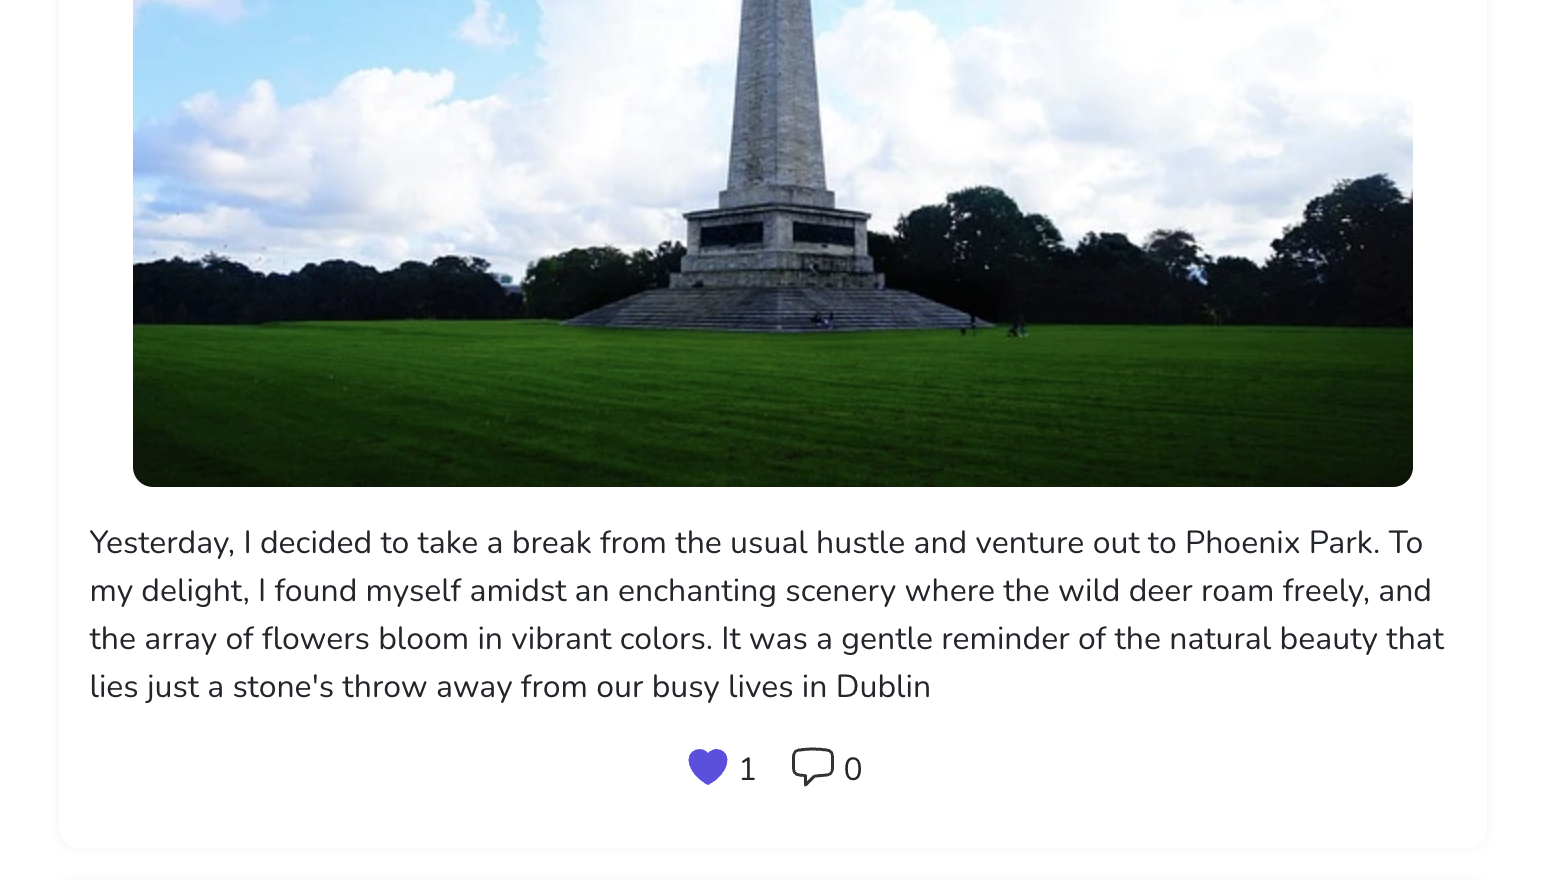 Yesterday, I decided to take a break from the usual hustle and venture out to Phoenix Park. To
my delight, I found myself amidst an enchanting scenery where the wild deer roam freely, and
the array of flowers bloom in vibrant colors. It was a gentle reminder of the natural beauty that
lies just a stone's throw away from our busy lives in Dublin
1 0